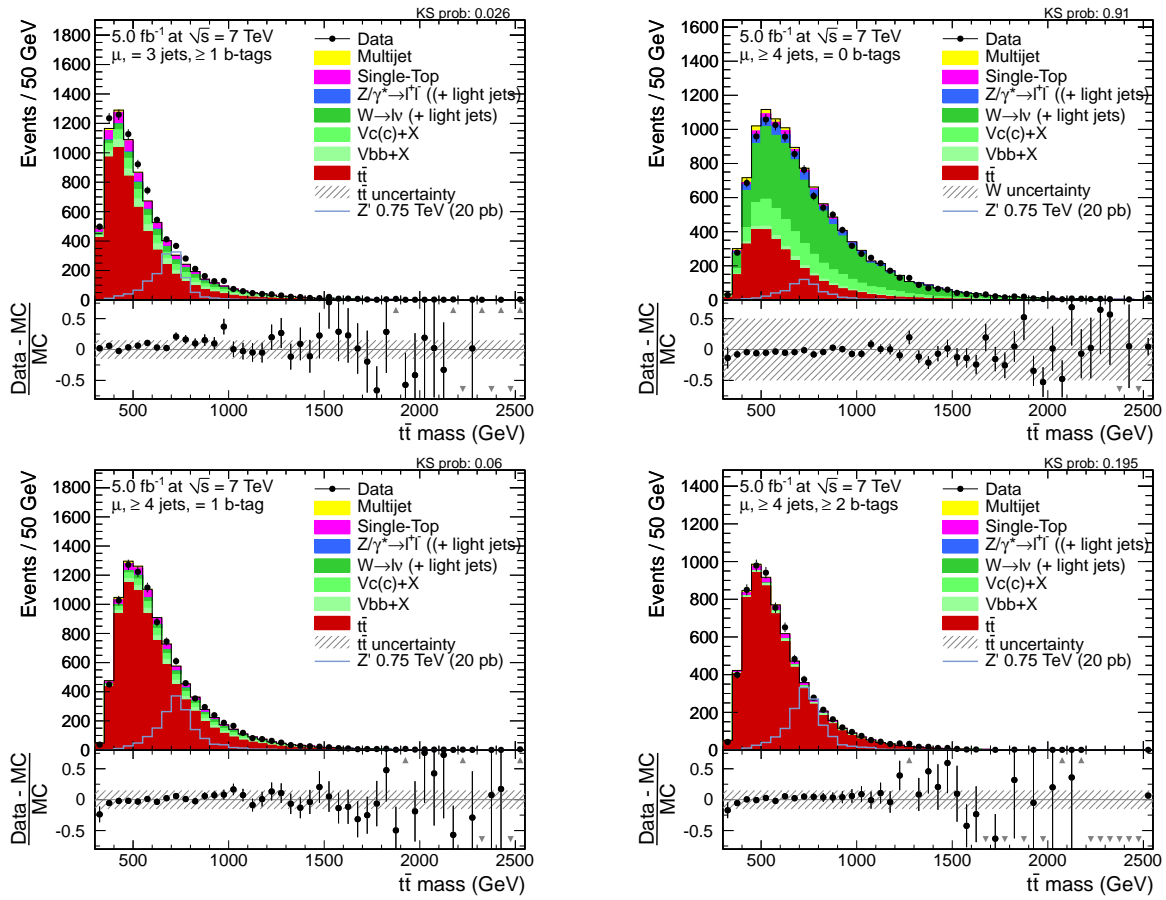 KS prob: 0.026
5.0 fb⁻¹ at √s = 7 TeV
μ, = 3 jets, ≥ 1 b-tags
Data
Multijet
Single-Top
Z/γ*→l⁺l⁻ ((+ light jets)
W→lν (+ light jets)
Vc(c)+X
Vbb+X
tt̄
tt̄ uncertainty
Z' 0.75 TeV (20 pb)
Events / 50 GeV
1800
1600
1400
1200
1000
800
600
400
200
0
Data - MC
MC
0.5
0
-0.5
500 1000 1500 2000 2500
tt̄ mass (GeV)
KS prob: 0.91
5.0 fb⁻¹ at √s = 7 TeV
μ, ≥ 4 jets, = 0 b-tags
Data
Multijet
Single-Top
Z/γ*→l⁺l⁻ ((+ light jets)
W→lν (+ light jets)
Vc(c)+X
Vbb+X
tt̄
W uncertainty
Z' 0.75 TeV (20 pb)
Events / 50 GeV
1600
1400
1200
1000
800
600
400
200
0
Data - MC
MC
0.5
0
-0.5
500 1000 1500 2000 2500
tt̄ mass (GeV)
KS prob: 0.06
5.0 fb⁻¹ at √s = 7 TeV
μ, ≥ 4 jets, = 1 b-tag
Data
Multijet
Single-Top
Z/γ*→l⁺l⁻ ((+ light jets)
W→lν (+ light jets)
Vc(c)+X
Vbb+X
tt̄
tt̄ uncertainty
Z' 0.75 TeV (20 pb)
Events / 50 GeV
1800
1600
1400
1200
1000
800
600
400
200
0
Data - MC
MC
0.5
0
-0.5
500 1000 1500 2000 2500
tt̄ mass (GeV)
KS prob: 0.195
5.0 fb⁻¹ at √s = 7 TeV
μ, ≥ 4 jets, ≥ 2 b-tags
Data
Multijet
Single-Top
Z/γ*→l⁺l⁻ ((+ light jets)
W→lν (+ light jets)
Vc(c)+X
Vbb+X
tt̄
tt̄ uncertainty
Z' 0.75 TeV (20 pb)
Events / 50 GeV
1400
1200
1000
800
600
400
200
0
Data - MC
MC
0.5
0
-0.5
500 1000 1500 2000 2500
tt̄ mass (GeV)